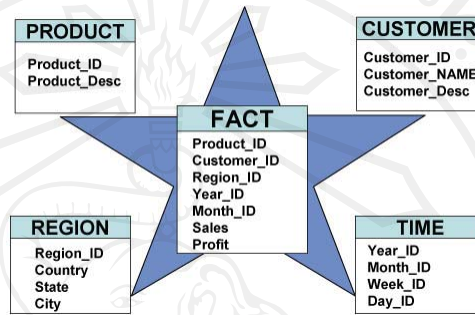 PRODUCT
Product_ID
Product_Desc
CUSTOMER
Customer_ID
Customer_NAME
Customer_Desc
FACT
Product_ID
Customer_ID
Region_ID
Year_ID
Month_ID
Sales
Profit
REGION
Region_ID
Country
State
City
TIME
Year_ID
Month_ID
Week_ID
Day_ID